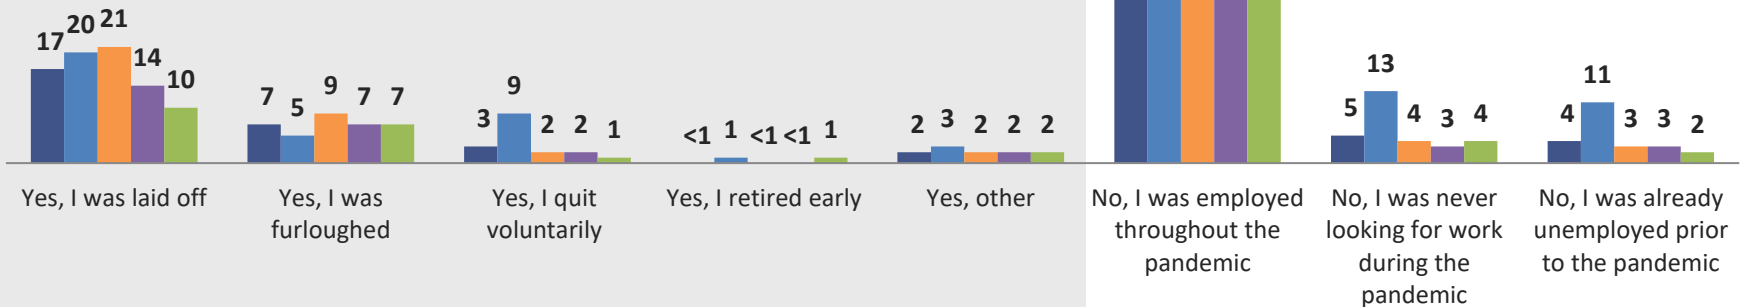 17 20 21 14 10
7 5 9 7 7
3 9 2 2 1
<1 1 <1 <1 1
2 3 2 2 2
5 13 4 3 4
4 11 3 3 2
Yes, I was laid off
Yes, I was
furloughed
Yes, I quit
voluntarily
Yes, I retired early
Yes, other
No, I was employed
throughout the
pandemic
No, I was never
looking for work
during the
pandemic
No, I was already
unemployed prior
to the pandemic